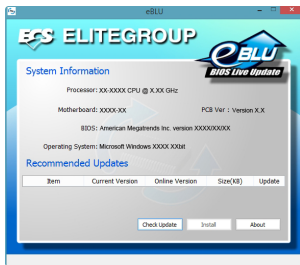 eBLU
ECS ELITEGROUP
eBLU
BIOS Live Update
System Information
Processor: XX-XXXX CPU @ X.XX GHz
Motherboard: XXXX-XX PCB Ver : Version X.X
BIOS: American Megatrends Inc. version XXXX/XX/XX
Operating System: Microsoft Windows XXXX XXbit
Recommended Updates
Item Current Version Online Version Size(KB) Update
Check Update Install About